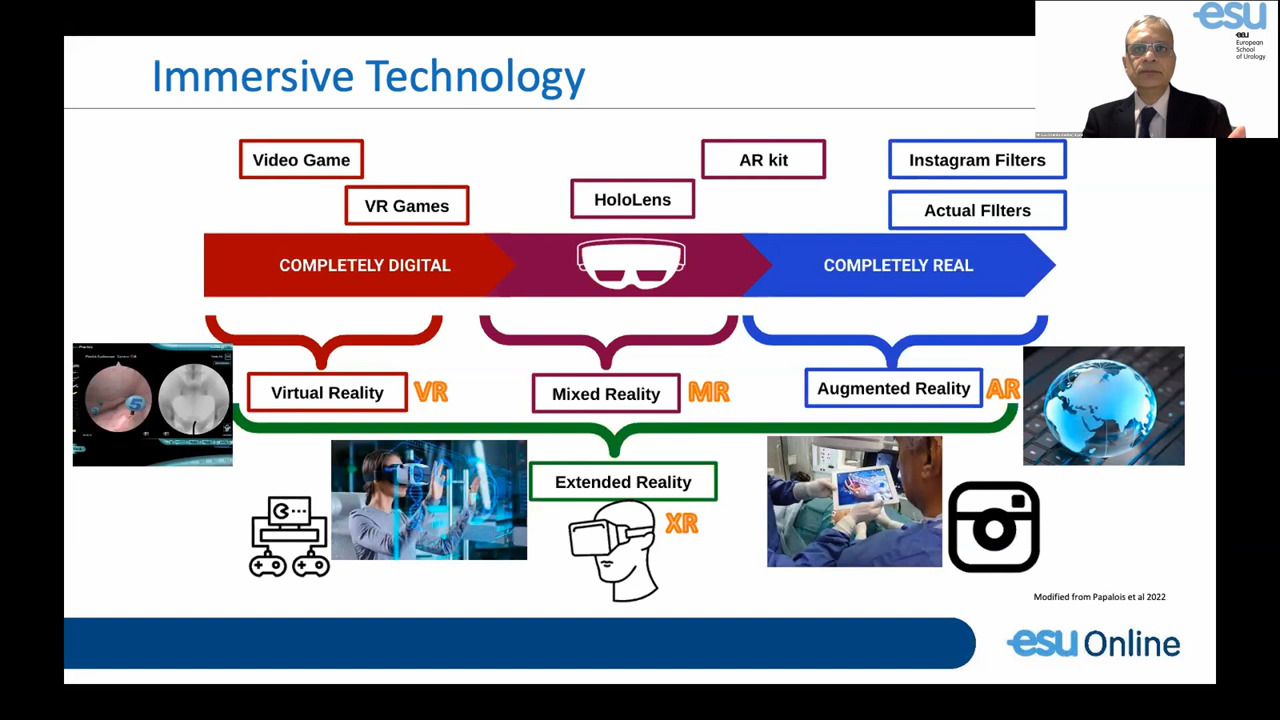 esu
eau
European
School
of Urology
Immersive Technology
Video Game
VR Games
HoloLens
AR kit
Instagram Filters
Actual FIlters
COMPLETELY DIGITAL
COMPLETELY REAL
Virtual Reality VR
Mixed Reality MR
Augmented Reality AR
Extended Reality
XR
Modified from Papalois et al 2022
esu Online